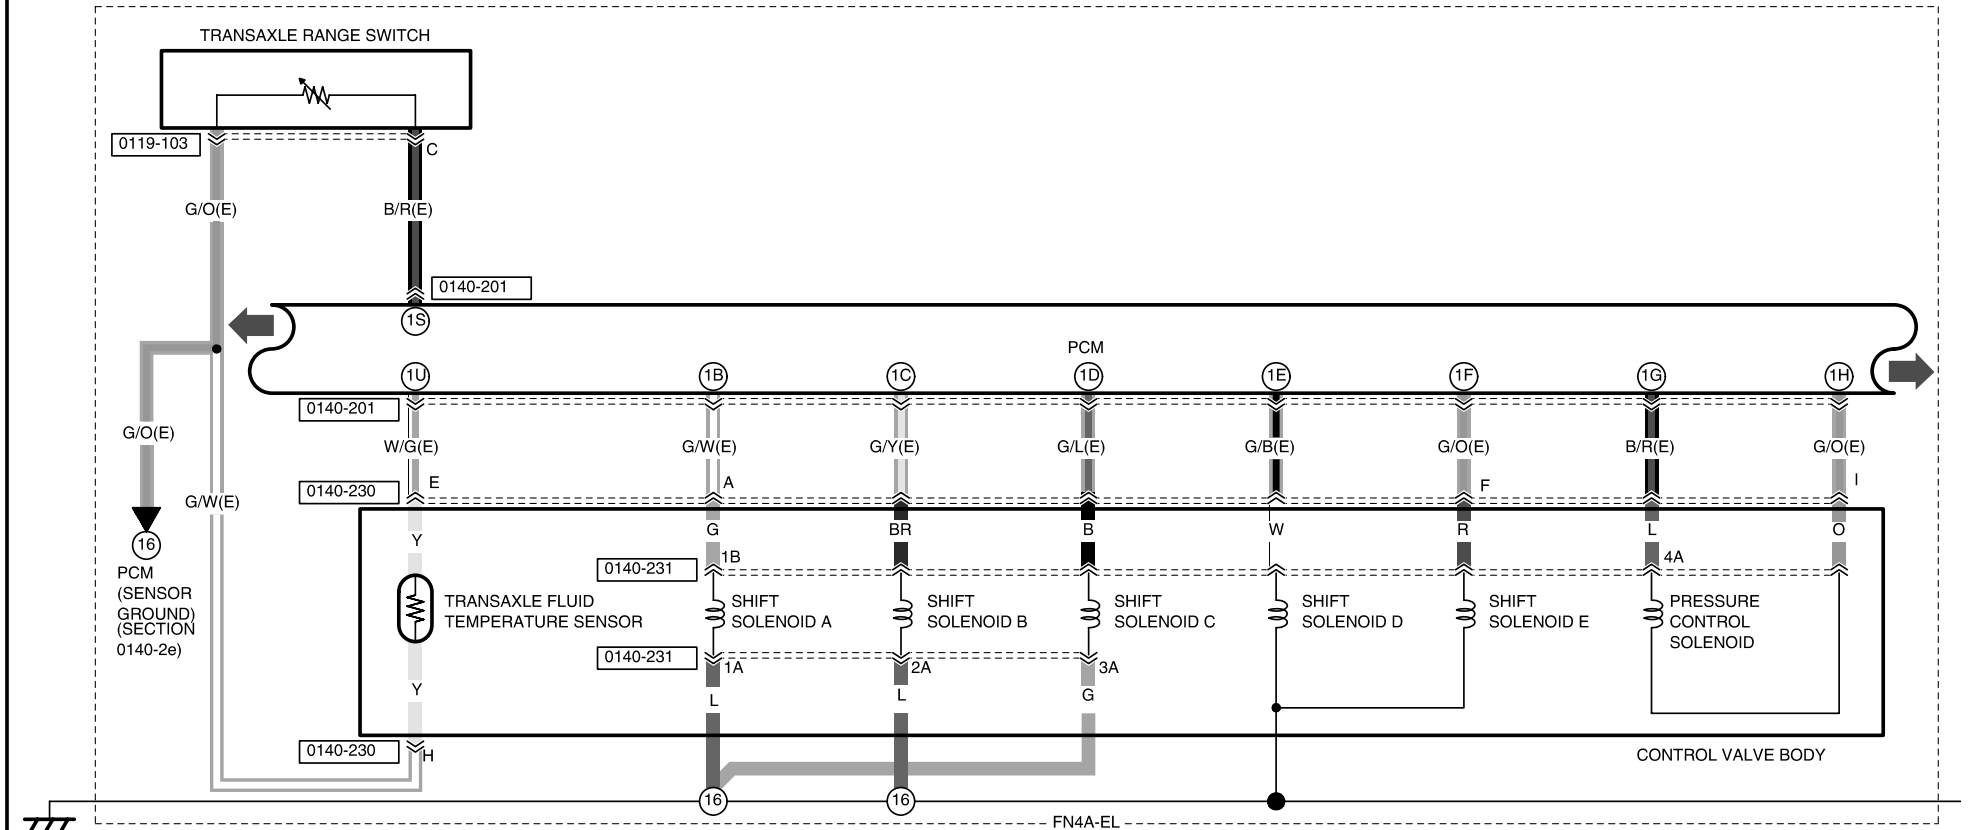 TRANSAXLE RANGE SWITCH
0119-103
C
G/O(E)
B/R(E)
0140-201
1S
PCM
1U
1B
1C
1D
1E
1F
1G
1H
0140-201
G/O(E)
W/G(E)
G/W(E)
G/Y(E)
G/L(E)
G/B(E)
G/O(E)
B/R(E)
G/O(E)
0140-230
E
A
F
I
G/W(E)
16
PCM
(SENSOR
GROUND)
(SECTION
0140-2e)
Y
G
BR
B
W
R
L
O
0140-231
1B
4A
TRANSAXLE FLUID
TEMPERATURE SENSOR
SHIFT
SOLENOID A
SHIFT
SOLENOID B
SHIFT
SOLENOID C
SHIFT
SOLENOID D
SHIFT
SOLENOID E
PRESSURE
CONTROL
SOLENOID
0140-231
1A
2A
3A
Y
L
L
G
0140-230
H
CONTROL VALVE BODY
16
16
FN4A-EL